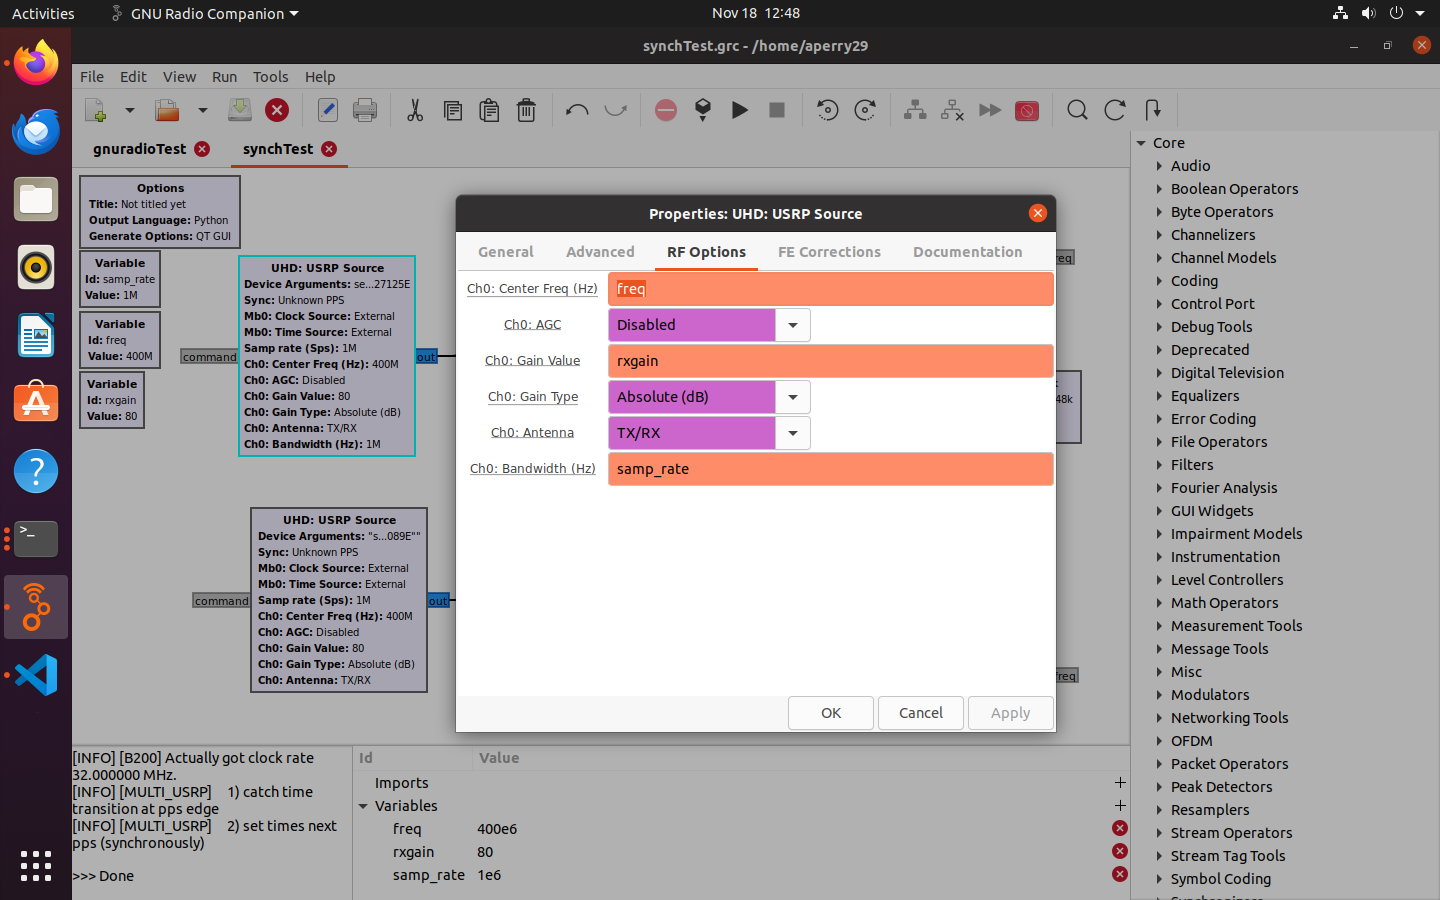 Activities
GNU Radio Companion
Nov 18 12:48
synchTest.grc - /home/aperry29
File Edit View Run Tools Help
gnuradioTest
synchTest
Options
Title: Not titled yet
Output Language: Python
Generate Options: QT GUI
Variable
Id: samp_rate
Value: 1M
Variable
Id: freq
Value: 400M
Variable
Id: rxgain
Value: 80
command
UHD: USRP Source
Device Arguments: se...27125E
Sync: Unknown PPS
Mb0: Clock Source: External
Mb0: Time Source: External
Samp rate (Sps): 1M
Ch0: Center Freq (Hz): 400M
Ch0: AGC: Disabled
Ch0: Gain Value: 80
Ch0: Gain Type: Absolute (dB)
Ch0: Antenna: TX/RX
Ch0: Bandwidth (Hz): 1M
out
command
UHD: USRP Source
Device Arguments: "s...089E""
Sync: Unknown PPS
Mb0: Clock Source: External
Mb0: Time Source: External
Samp rate (Sps): 1M
Ch0: Center Freq (Hz): 400M
Ch0: AGC: Disabled
Ch0: Gain Value: 80
Ch0: Gain Type: Absolute (dB)
Ch0: Antenna: TX/RX
out
Properties: UHD: USRP Source
General Advanced RF Options FE Corrections Documentation
Ch0: Center Freq (Hz) freq
Ch0: AGC Disabled
Ch0: Gain Value rxgain
Ch0: Gain Type Absolute (dB)
Ch0: Antenna TX/RX
Ch0: Bandwidth (Hz) samp_rate
OK Cancel Apply
48k
freq
[INFO] [B200] Actually got clock rate
32.000000 MHz.
[INFO] [MULTI_USRP] 1) catch time
transition at pps edge
[INFO] [MULTI_USRP] 2) set times next
pps (synchronously)
>>> Done
Id Value
Imports
Variables
freq 400e6
rxgain 80
samp_rate 1e6
Core
Audio
Boolean Operators
Byte Operators
Channelizers
Channel Models
Coding
Control Port
Debug Tools
Deprecated
Digital Television
Equalizers
Error Coding
File Operators
Filters
Fourier Analysis
GUI Widgets
Impairment Models
Instrumentation
Level Controllers
Math Operators
Measurement Tools
Message Tools
Misc
Modulators
Networking Tools
OFDM
Packet Operators
Peak Detectors
Resamplers
Stream Operators
Stream Tag Tools
Symbol Coding